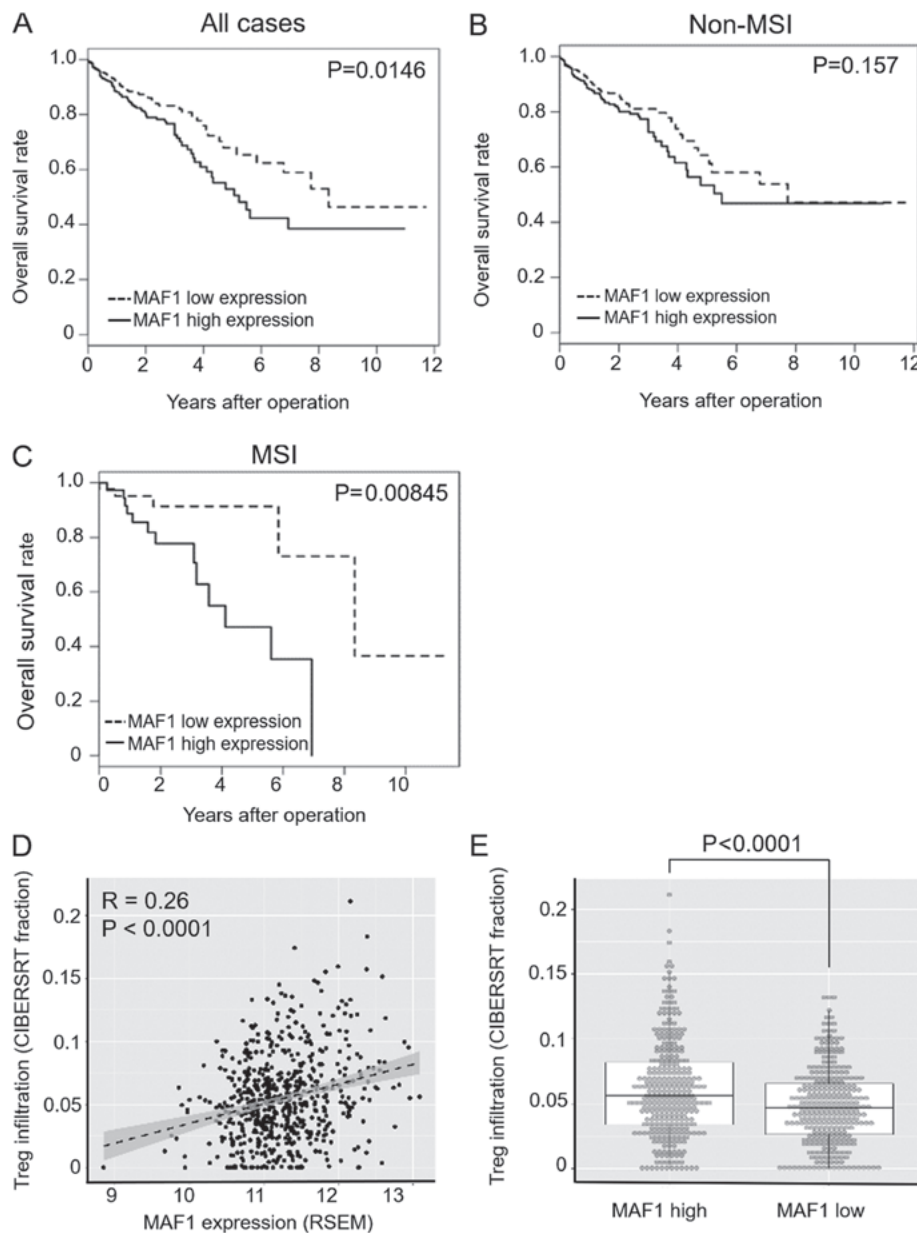 A
All cases
P=0.0146
Overall survival rate
1.0
0.8
0.6
0.4
0.2
0
MAF1 low expression
MAF1 high expression
0 2 4 6 8 10 12
Years after operation
B
Non-MSI
P=0.157
Overall survival rate
1.0
0.8
0.6
0.4
0.2
0
MAF1 low expression
MAF1 high expression
0 2 4 6 8 10 12
Years after operation
C
MSI
P=0.00845
Overall survival rate
1.0
0.8
0.6
0.4
0.2
0
MAF1 low expression
MAF1 high expression
0 2 4 6 8 10
Years after operation
D
R = 0.26
P < 0.0001
Treg infiltration (CIBERSRT fraction)
0.2
0.15
0.1
0.05
0
9 10 11 12 13
MAF1 expression (RSEM)
E
P<0.0001
Treg infiltration (CIBERSRT fraction)
0.2
0.15
0.1
0.05
0
MAF1 high MAF1 low